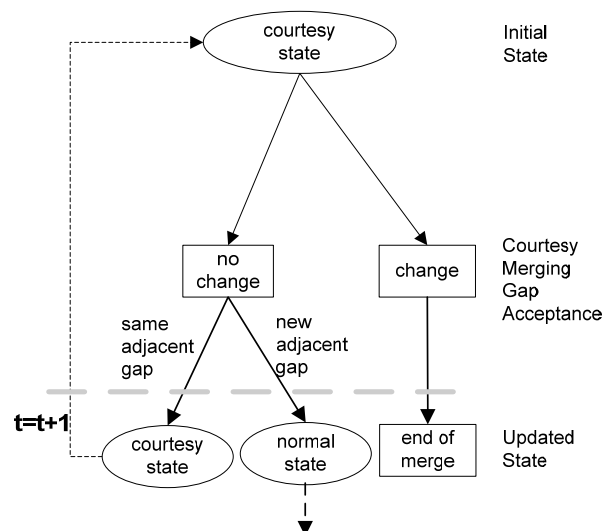 courtesy
state
Initial
State
no
change
change
Courtesy
Merging
Gap
Acceptance
same
adjacent
gap
new
adjacent
gap
t=t+1
courtesy
state
normal
state
end of
merge
Updated
State